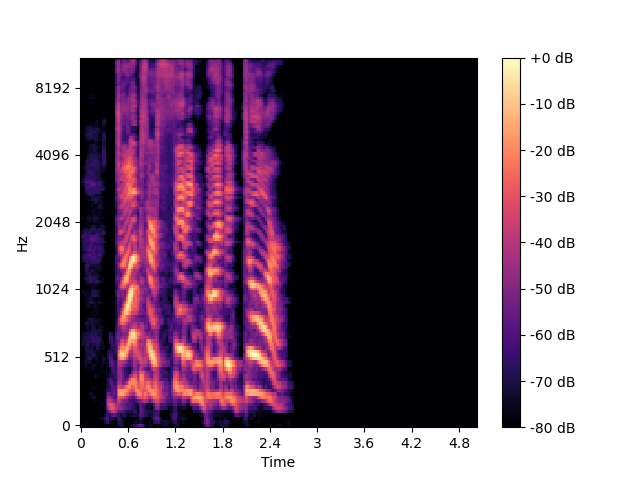 +0 dB
8192
-10 dB
4096
-20 dB
-30 dB
2048
Hz
-40 dB
1024
-50 dB
-60 dB
512
-70 dB
0
-80 dB
0 0.6 1.2 1.8 2.4 3 3.6 4.2 4.8
Time